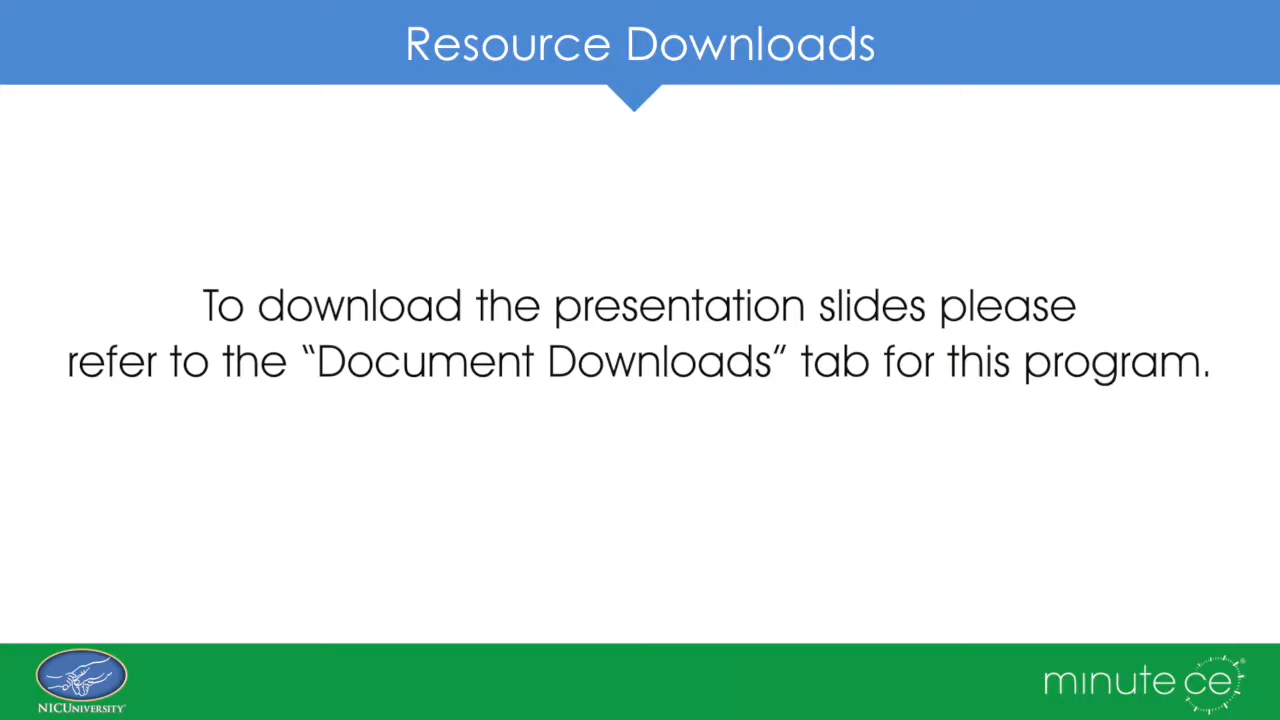 Resource Downloads
To download the presentation slides please
refer to the “Document Downloads” tab for this program.
NICUNIVERSITY
minute ce®